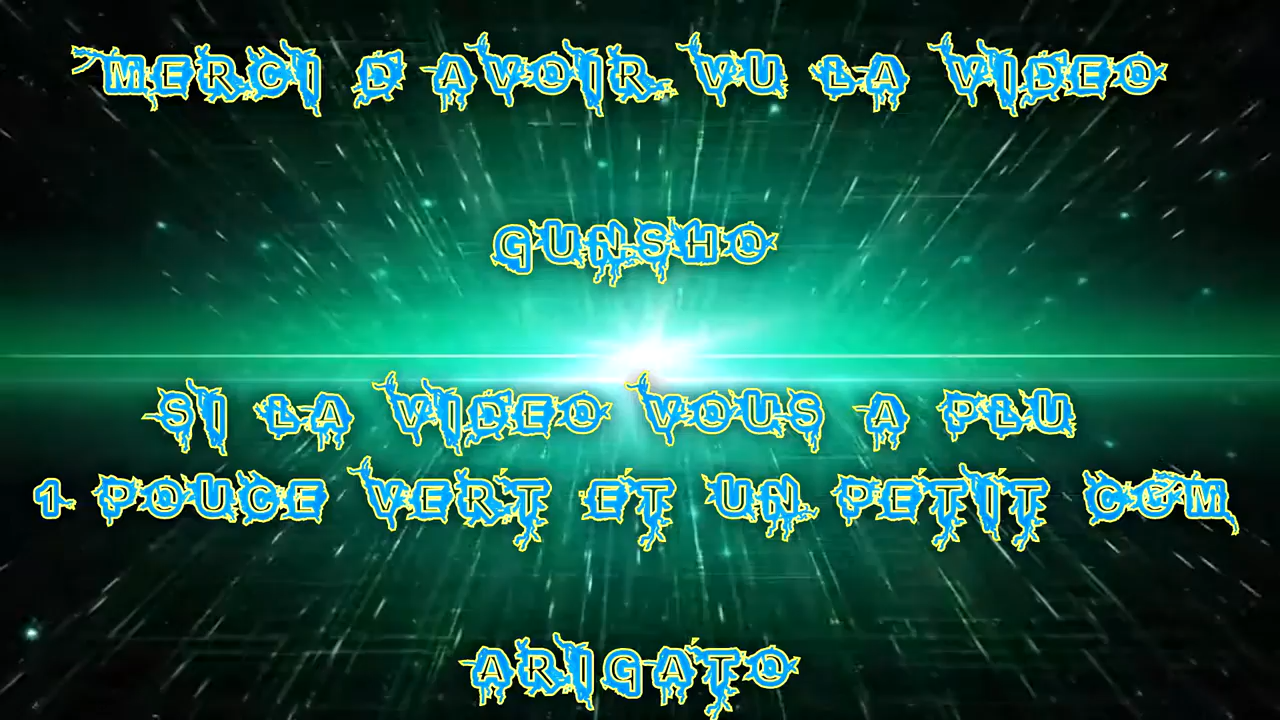 MERCI D AVOIR VU LA VIDEO
GUNSHO
SI LA VIDEO VOUS A PLU
1 POUCE VERT ET UN PETIT COM
ARIGATO